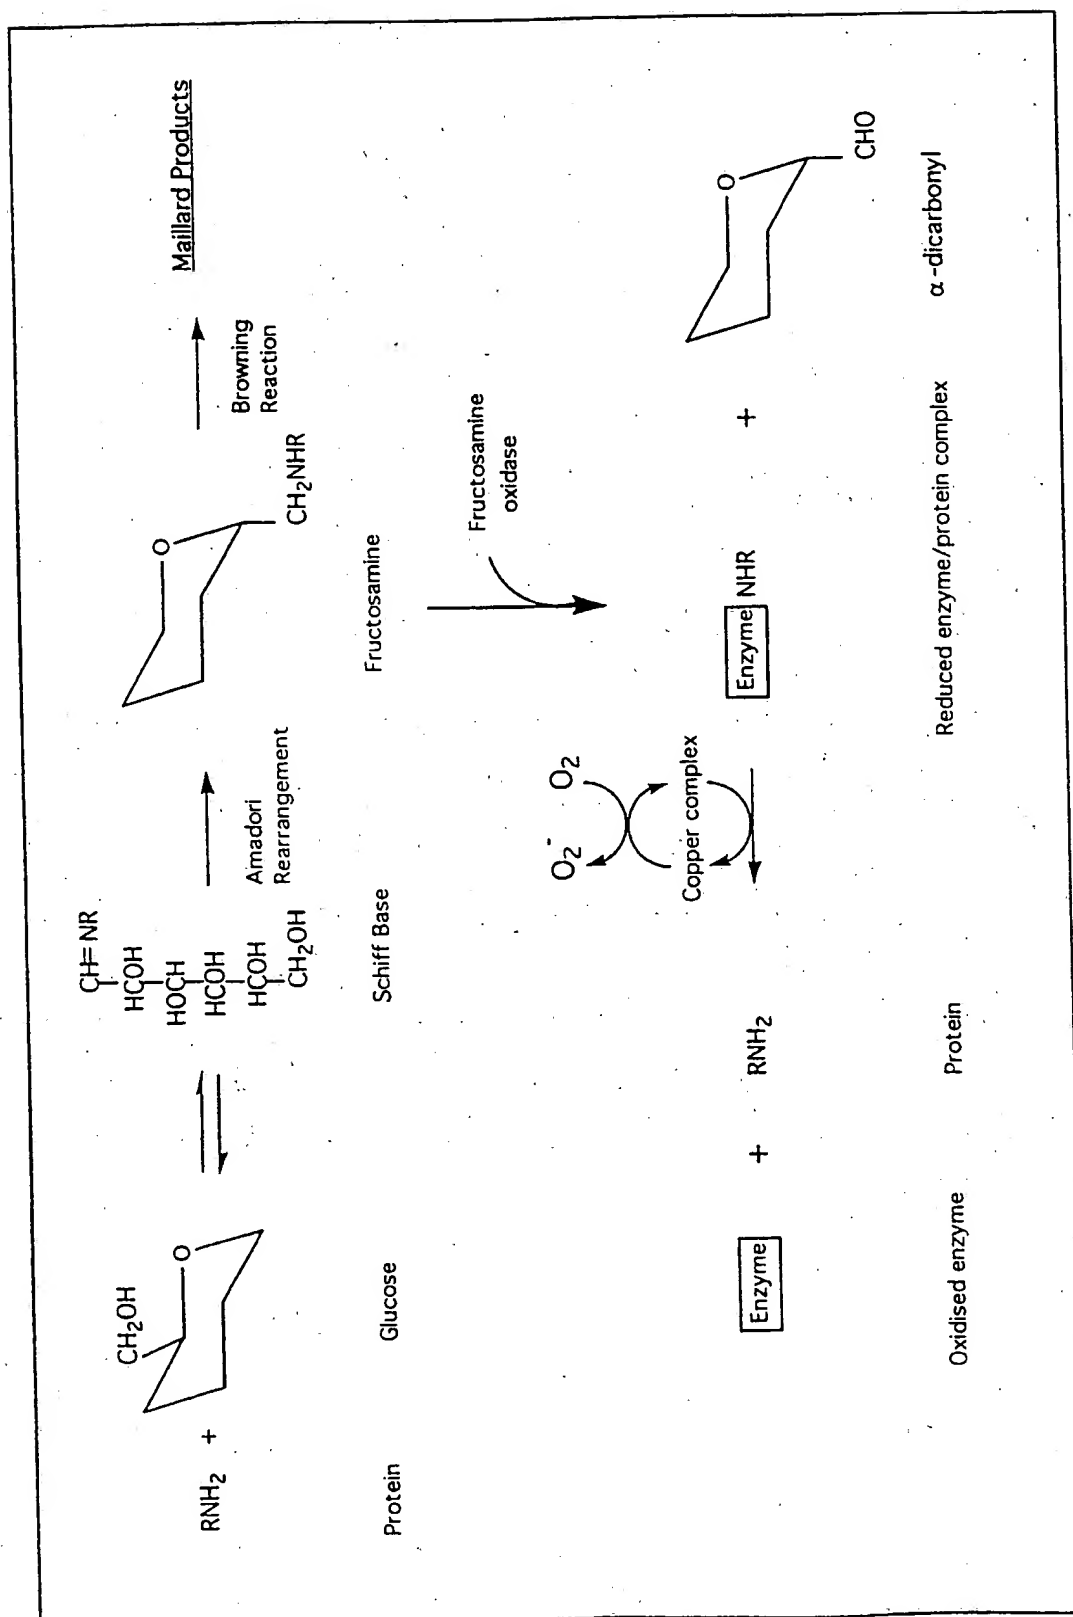 RNH₂ +
CH₂OH
O
CH=NR
HCOH
HOCH
HCOH
HCOH
CH₂OH
Amadori
Rearrangement
O
CH₂NHR
Browning
Reaction
Maillard Products
Protein
Glucose
Schiff Base
Fructosamine
Fructosamine
oxidase
O₂⁻
O₂
Copper complex
Enzyme
+
RNH₂
Enzyme NHR
+
O
CHO
Oxidised enzyme
Protein
Reduced enzyme/protein complex
α-dicarbonyl